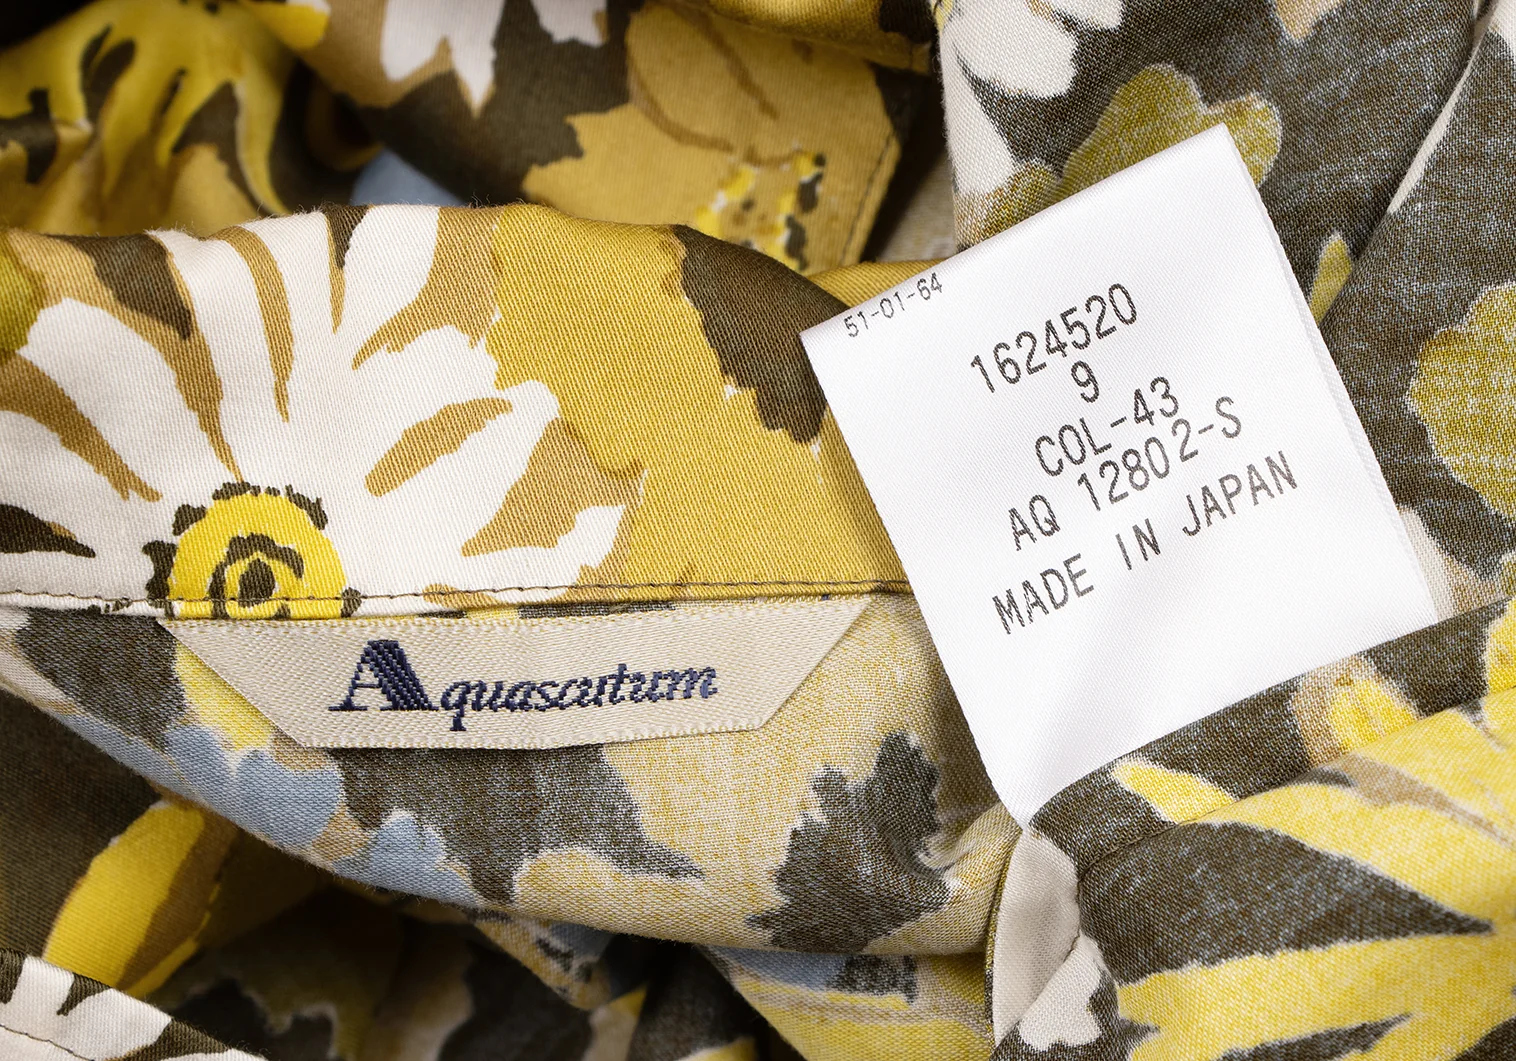 51-01-64
1624520
9
COL-43
AQ 12802-S
MADE IN JAPAN
Aquascutum